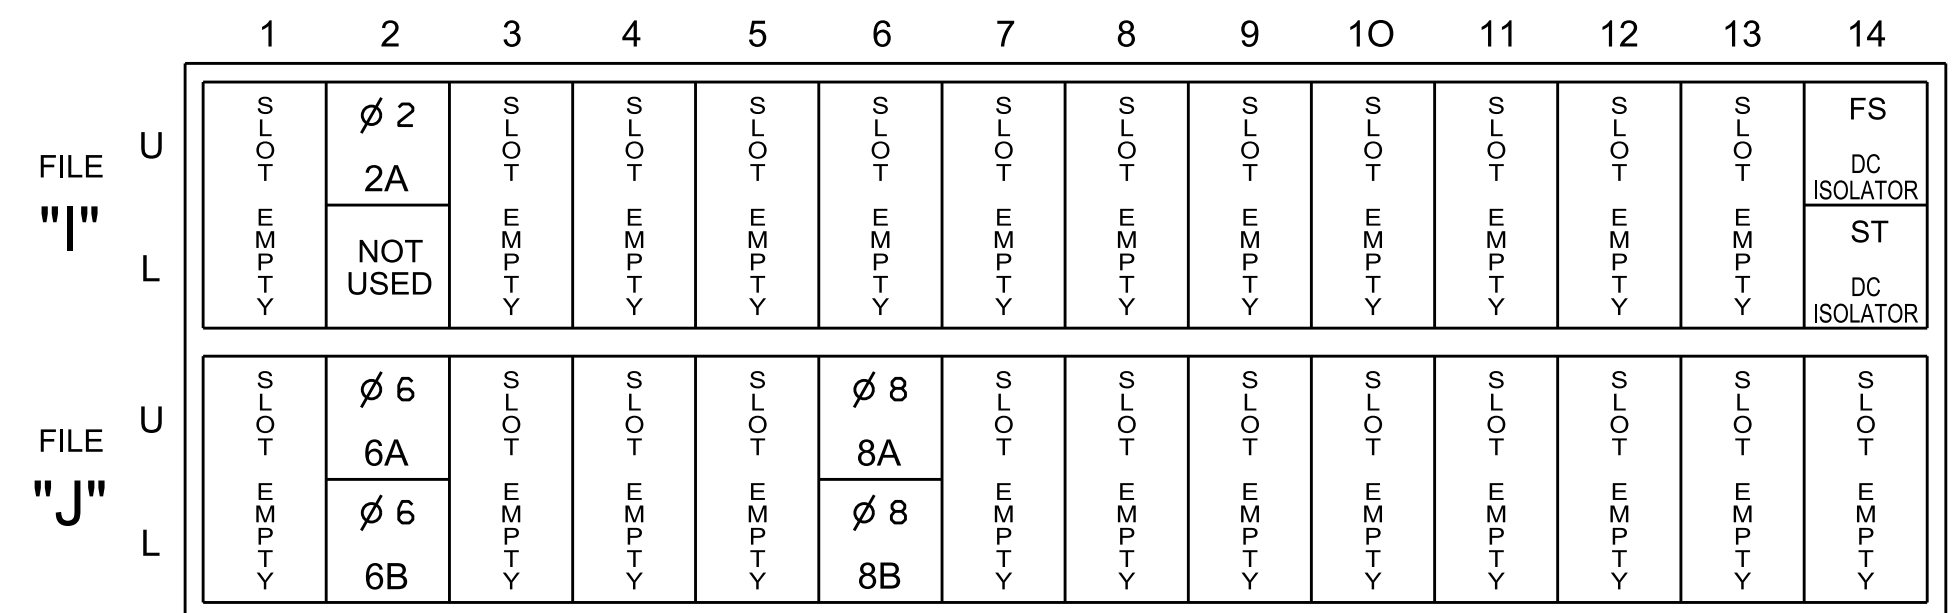 1 2 3 4 5 6 7 8 9 10 11 12 13 14
FILE "I"
U
L
SLOT EMPTY
ø 2
2A
NOT
USED
SLOT EMPTY
SLOT EMPTY
SLOT EMPTY
SLOT EMPTY
SLOT EMPTY
SLOT EMPTY
SLOT EMPTY
SLOT EMPTY
SLOT EMPTY
SLOT EMPTY
SLOT EMPTY
FS
DC
ISOLATOR
ST
DC
ISOLATOR
FILE "J"
U
L
SLOT EMPTY
ø 6
6A
ø 6
6B
SLOT EMPTY
SLOT EMPTY
SLOT EMPTY
ø 8
8A
ø 8
8B
SLOT EMPTY
SLOT EMPTY
SLOT EMPTY
SLOT EMPTY
SLOT EMPTY
SLOT EMPTY
SLOT EMPTY
SLOT EMPTY